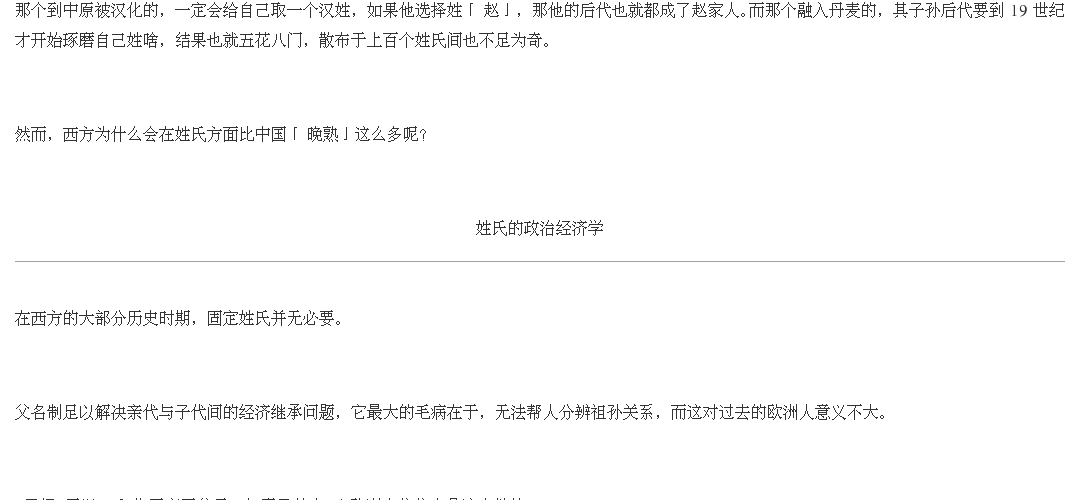 那个到中原被汉化的，一定会给自己取一个汉姓，如果他选择姓「 赵」，那他的后代也就都成了赵家人。而那个融入丹麦的，其子孙后代要到 19 世纪
才开始琢磨自己姓啥，结果也就五花八门，散布于上百个姓氏间也不足为奇。
然而，西方为什么会在姓氏方面比中国「 晚熟」这么多呢？
姓氏的政治经济学
在西方的大部分历史时期，固定姓氏并无必要。
父名制足以解决亲代与子代间的经济继承问题，它最大的毛病在于，无法帮人分辨祖孙关系，而这对过去的欧洲人意义不大。